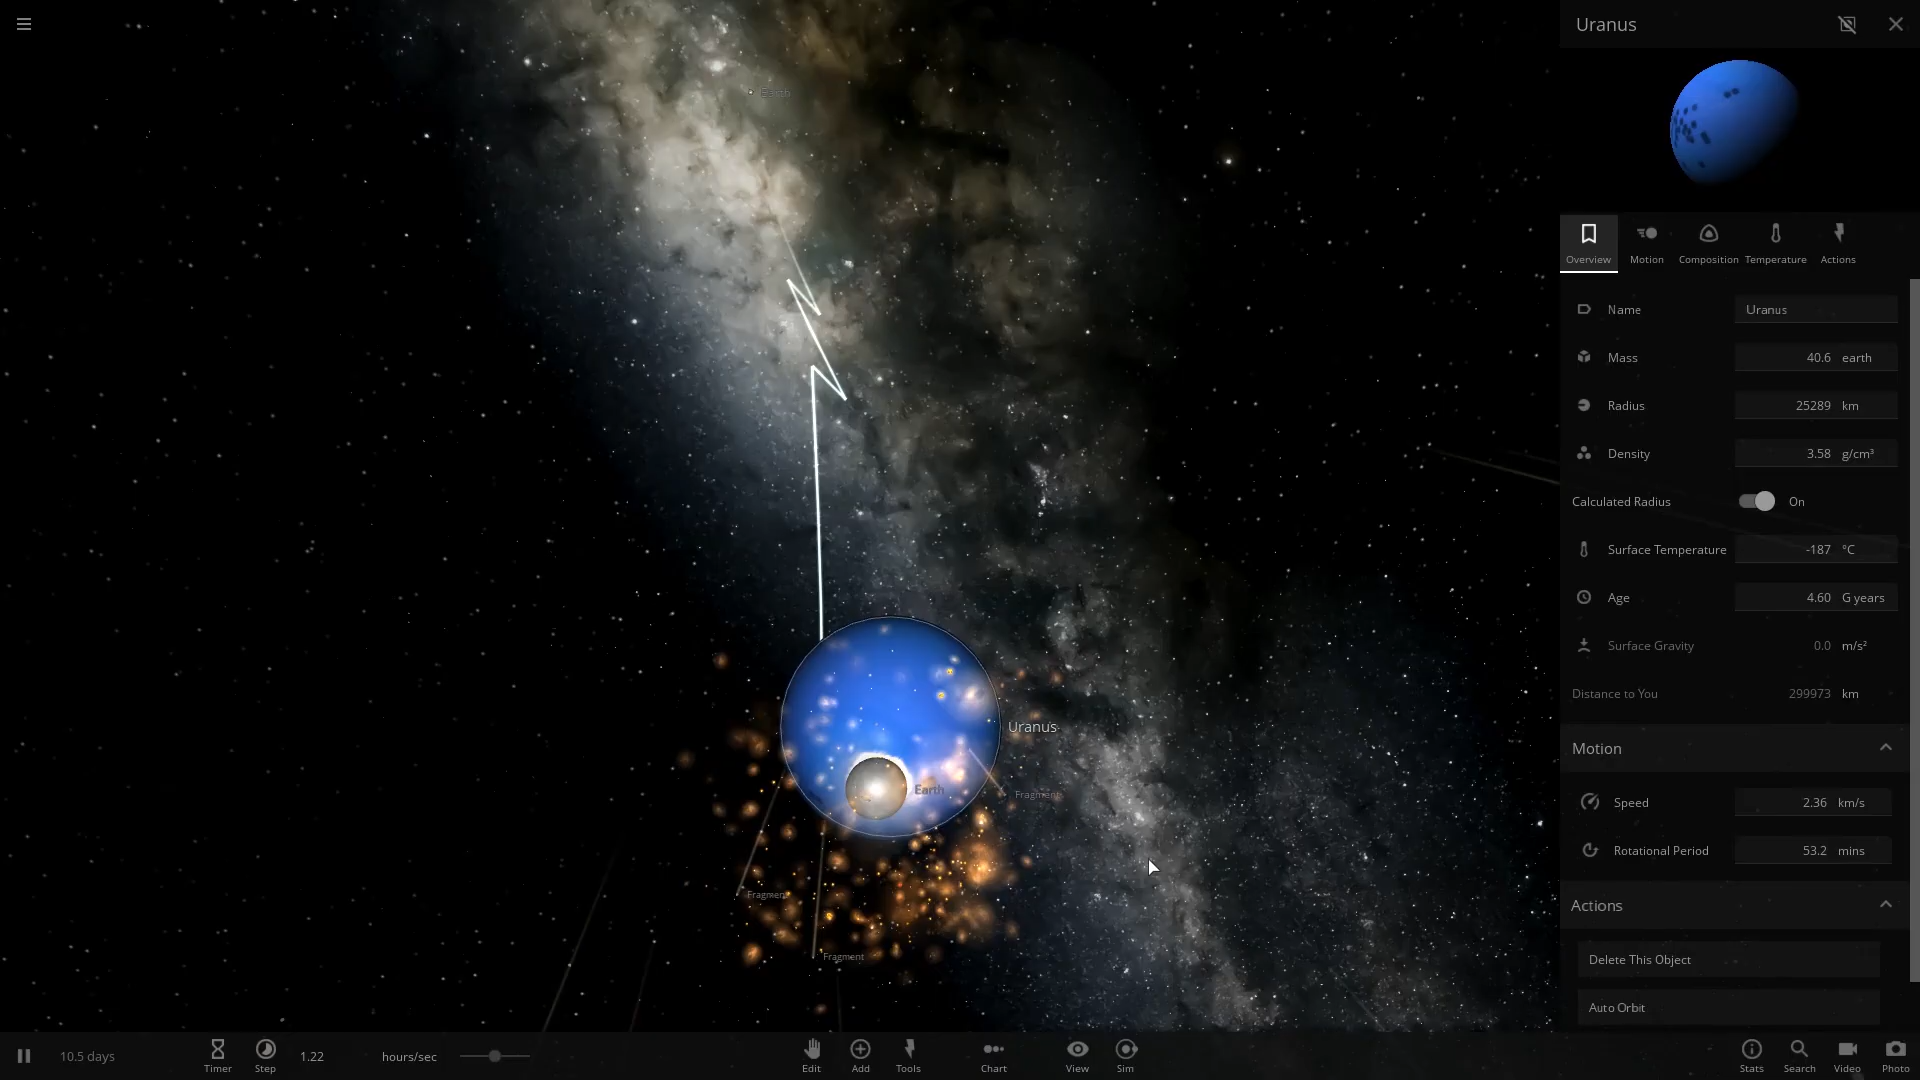 Uranus
Earth
Overview
Motion
Composition
Temperature
Actions
Name
Uranus
Mass
40.6 earth
Radius
25289 km
Density
3.58 g/cm³
Calculated Radius
On
Surface Temperature
-187 °C
Age
4.60 G years
Surface Gravity
0.0 m/s²
Distance to You
299973 km
Uranus
Earth
Fragment
Fragment
Fragment
Motion
Speed
2.36 km/s
Rotational Period
53.2 mins
Actions
Delete This Object
Auto Orbit
10.5 days
Timer
Step
1.22 hours/sec
Edit
Add
Tools
Chart
View
Sim
Stats
Search
Video
Photo